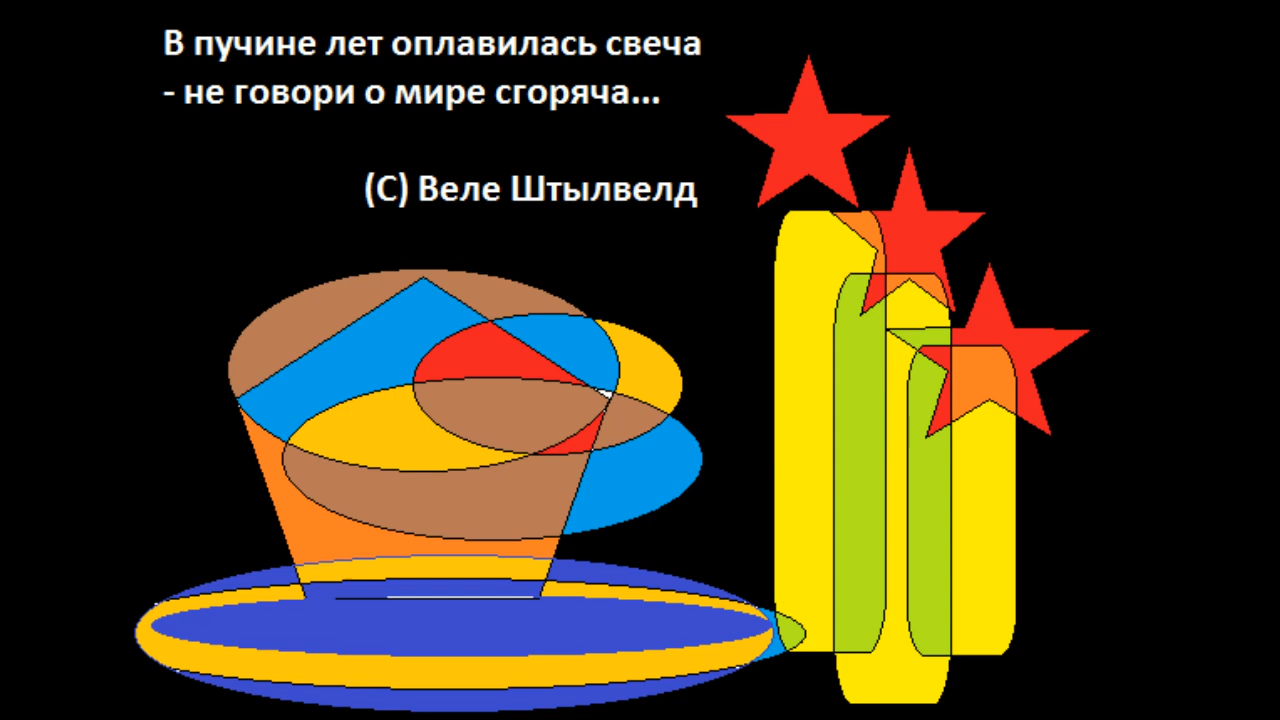 В пучине лет оплавилась свеча
- не говори о мире сгоряча...
(С) Веле Штылвелд